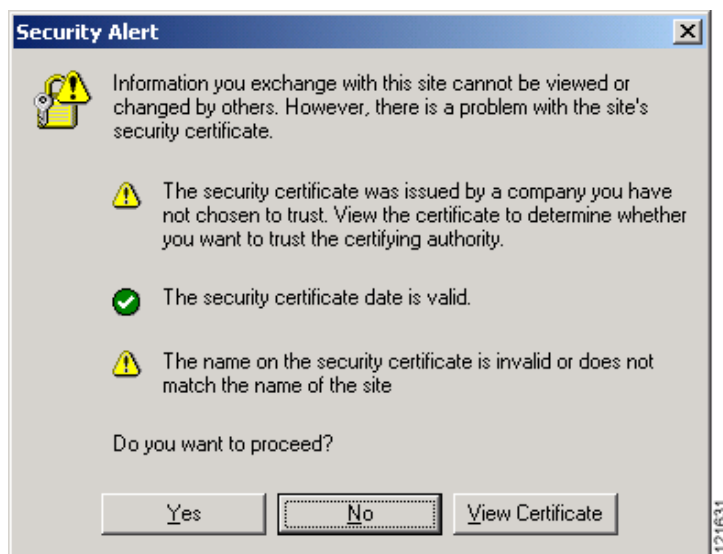 Security Alert
Information you exchange with this site cannot be viewed or
changed by others. However, there is a problem with the site's
security certificate.
The security certificate was issued by a company you have
not chosen to trust. View the certificate to determine whether
you want to trust the certifying authority.
The security certificate date is valid.
The name on the security certificate is invalid or does not
match the name of the site
Do you want to proceed?
Yes
No
View Certificate
121631